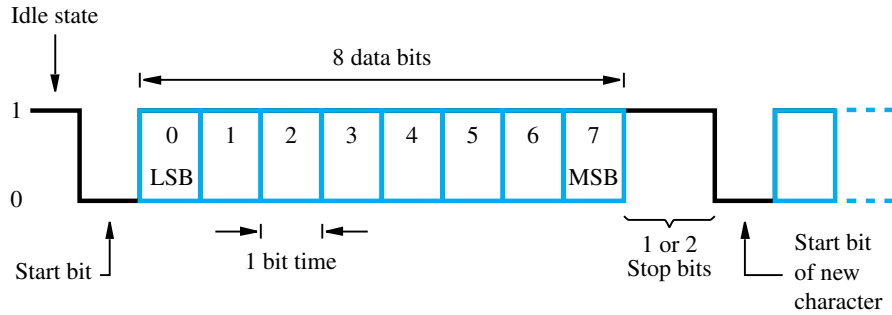 Idle state
8 data bits
1
0 1 2 3 4 5 6 7
LSB MSB
0
Start bit
1 bit time
1 or 2
Stop bits
Start bit
of new
character